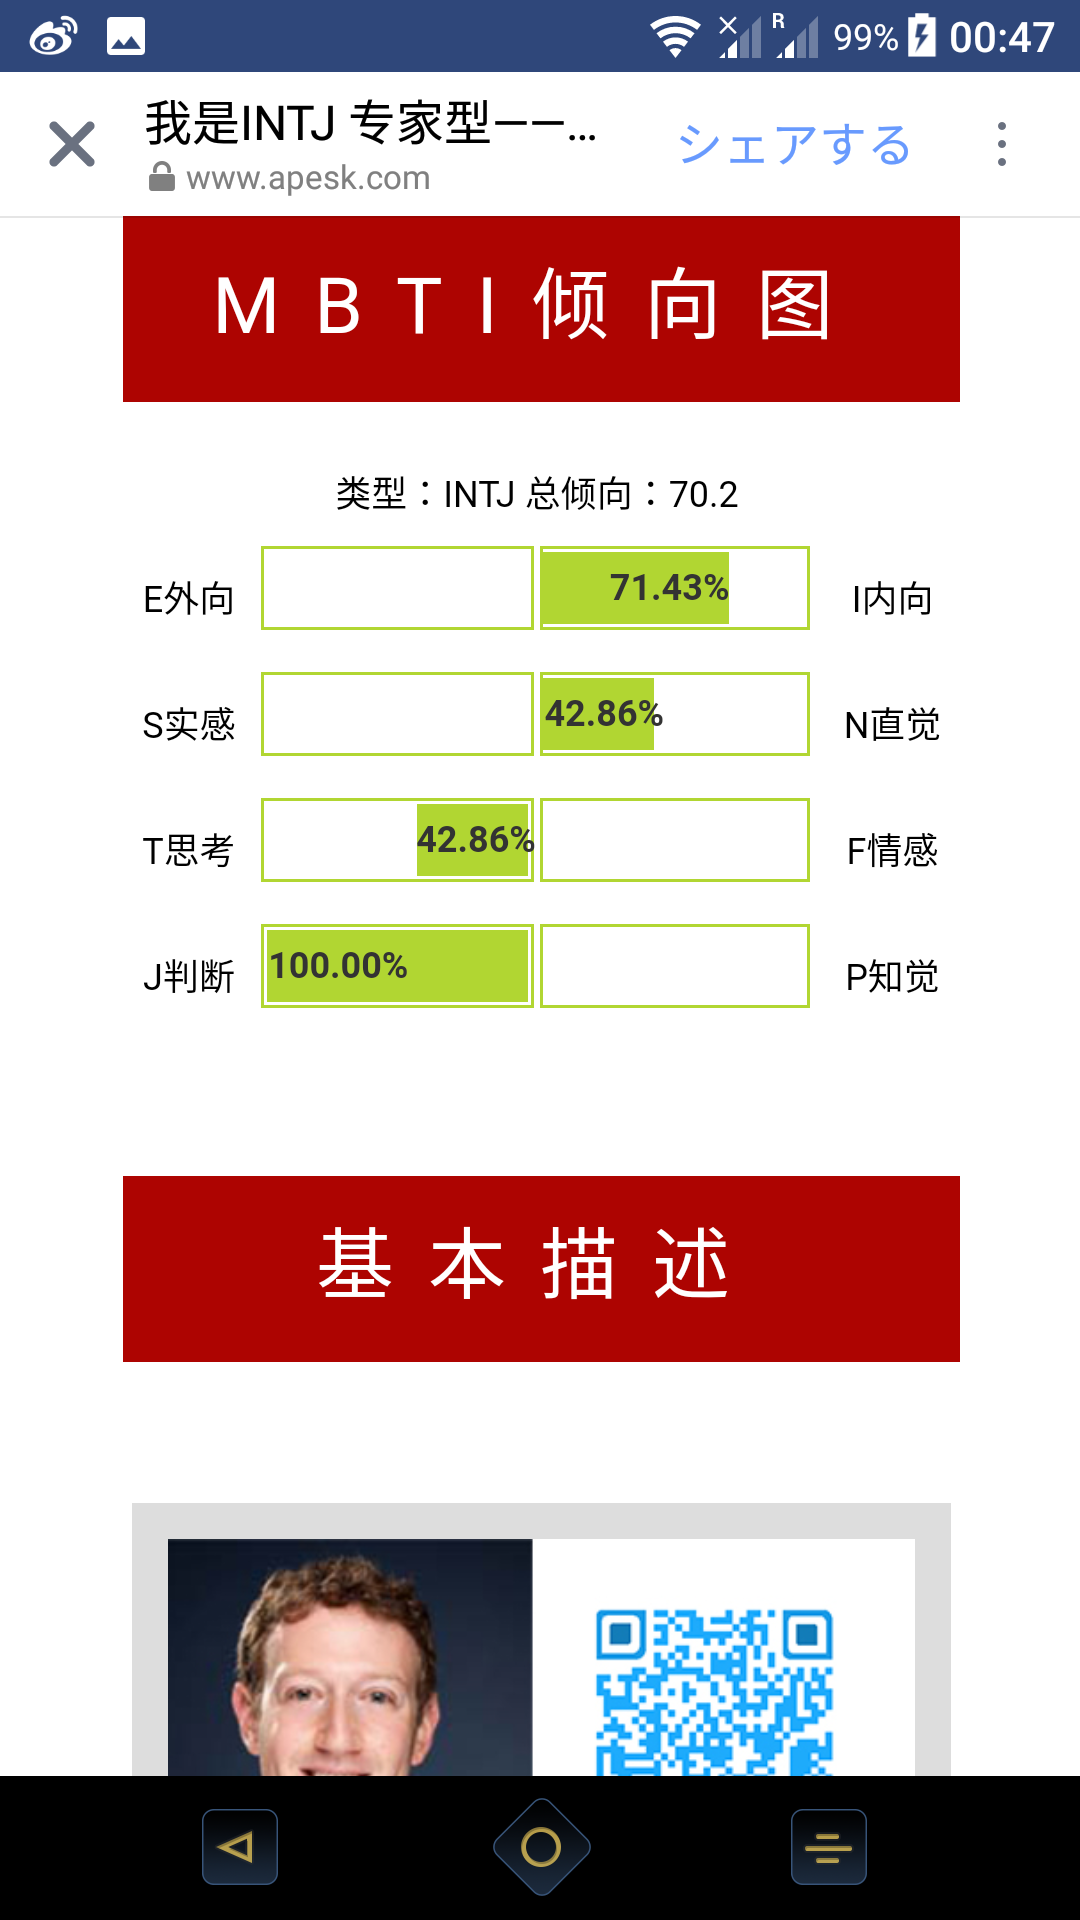 R 99% 00:47
我是INTJ 专家型——...
シェアする
www.apesk.com
MBTI倾向图
类型：INTJ 总倾向：70.2
E外向 71.43% I内向
S实感 42.86% N直觉
T思考 42.86% F情感
J判断 100.00% P知觉
基本描述